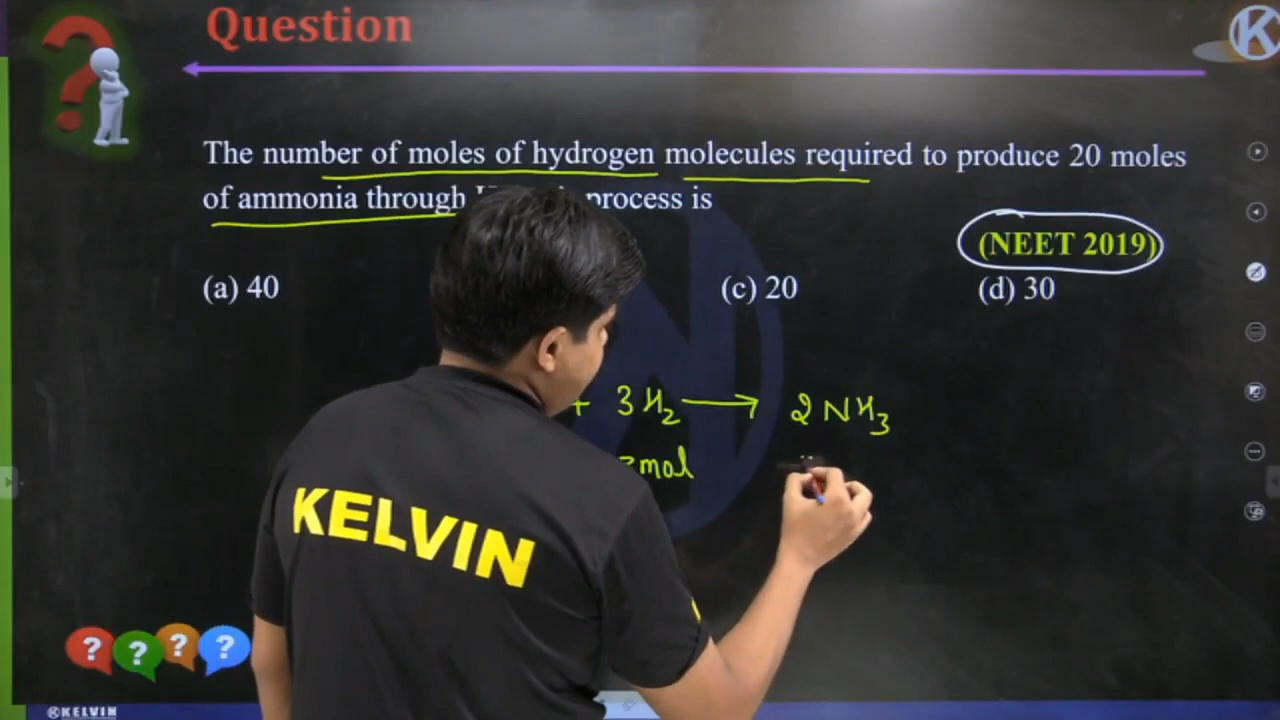 Question
K
The number of moles of hydrogen molecules required to produce 20 moles
of ammonia through process is
(NEET 2019)
(a) 40 (c) 20 (d) 30
+ 3H₂ → 2NH₃
3mol
KELVIN
? ? ? ?
KELVIN